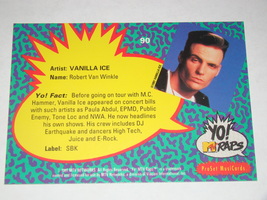 90
Artist: VANILLA ICE
Name: Robert Van Winkle
Yo! Fact: Before going on tour with M.C.
Hammer, Vanilla Ice appeared on concert bills
with such artists as Paula Abdul, EPMD, Public
Enemy, Tone Loc and NWA. He now headlines
his own shows. His crew includes DJ
Earthquake and dancers High Tech,
Juice and E-Rock.
Label: SBK
YO!
MTV RAPS
ProSet MusiCards